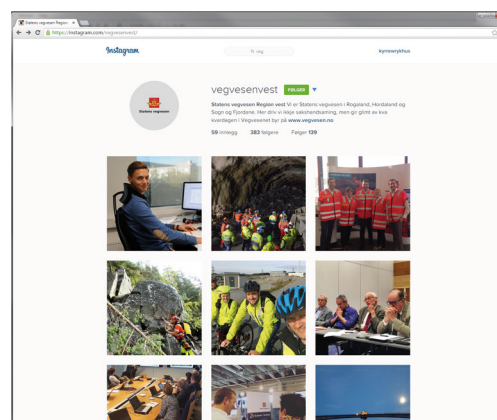 Statens vegvesen Region
https://instagram.com/vegvesenvest/
Instagram
veg
kyrrewrykhus
Statens vegvesen
vegvesenvest FØLGER
Statens vegvesen Region vest Vi er Statens vegvesen i Rogaland, Hordaland og
Sogn og Fjordane. Her driv vi ikkje sakshandsaming, men gir glimt av kva
kvardagen i Vegvesenet byr på www.vegvesen.no
59 innlegg 383 følgere Følger 139